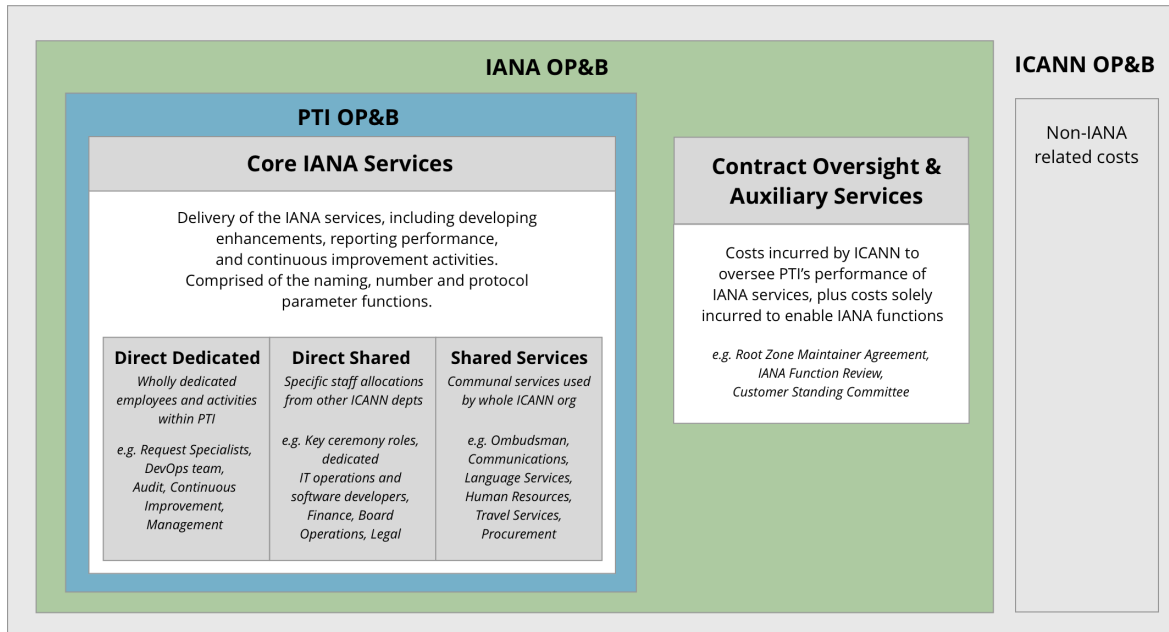 IANA OP&B
ICANN OP&B
PTI OP&B
Core IANA Services
Delivery of the IANA services, including developing
enhancements, reporting performance,
and continuous improvement activities.
Comprised of the naming, number and protocol
parameter functions.
Direct Dedicated
Wholly dedicated
employees and activities
within PTI
e.g. Request Specialists,
DevOps team,
Audit, Continuous
Improvement,
Management
Direct Shared
Specific staff allocations
from other ICANN depts
e.g. Key ceremony roles,
dedicated
IT operations and
software developers,
Finance, Board
Operations, Legal
Shared Services
Communal services used
by whole ICANN org
e.g. Ombudsman,
Communications,
Language Services,
Human Resources,
Travel Services,
Procurement
Contract Oversight &
Auxiliary Services
Costs incurred by ICANN to
oversee PTI’s performance of
IANA services, plus costs solely
incurred to enable IANA functions
e.g. Root Zone Maintainer Agreement,
IANA Function Review,
Customer Standing Committee
Non-IANA
related costs